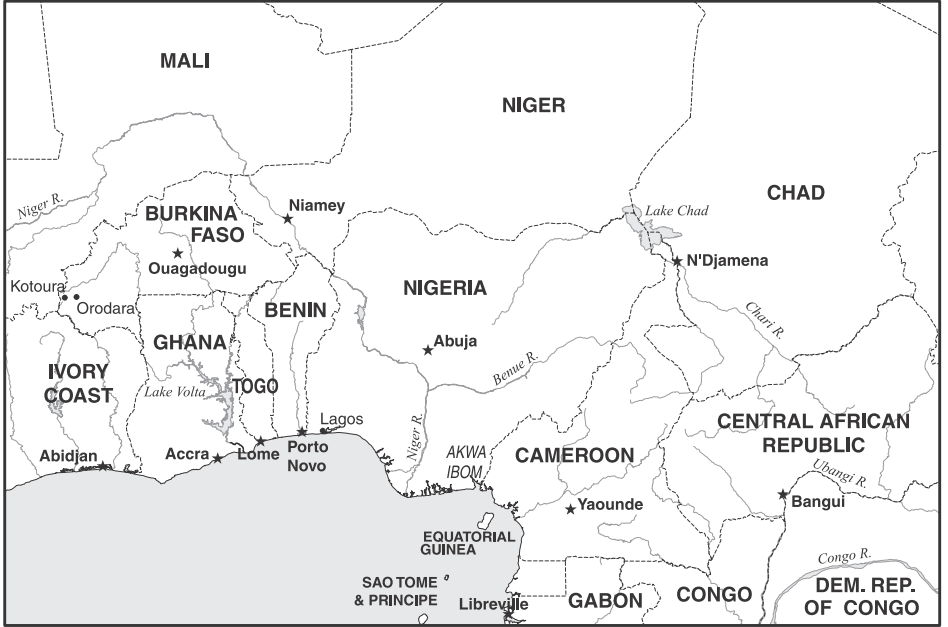 MALI
NIGER
CHAD
Niger R.
BURKINA
FASO
Niamey
Lake Chad
Ouagadougu
N'Djamena
Kotoura
Orodara
BENIN
NIGERIA
Chari R.
GHANA
Abuja
IVORY
COAST
Lake Volta
TOGO
Benue R.
Lagos
Niger R.
CENTRAL AFRICAN
REPUBLIC
Abidjan
Accra
Lome
Porto
Novo
AKWA
IBOM
CAMEROON
Ubangi R.
Yaounde
Bangui
EQUATORIAL
GUINEA
Congo R.
SAO TOME
& PRINCIPE
Libreville
GABON
CONGO
DEM. REP.
OF CONGO